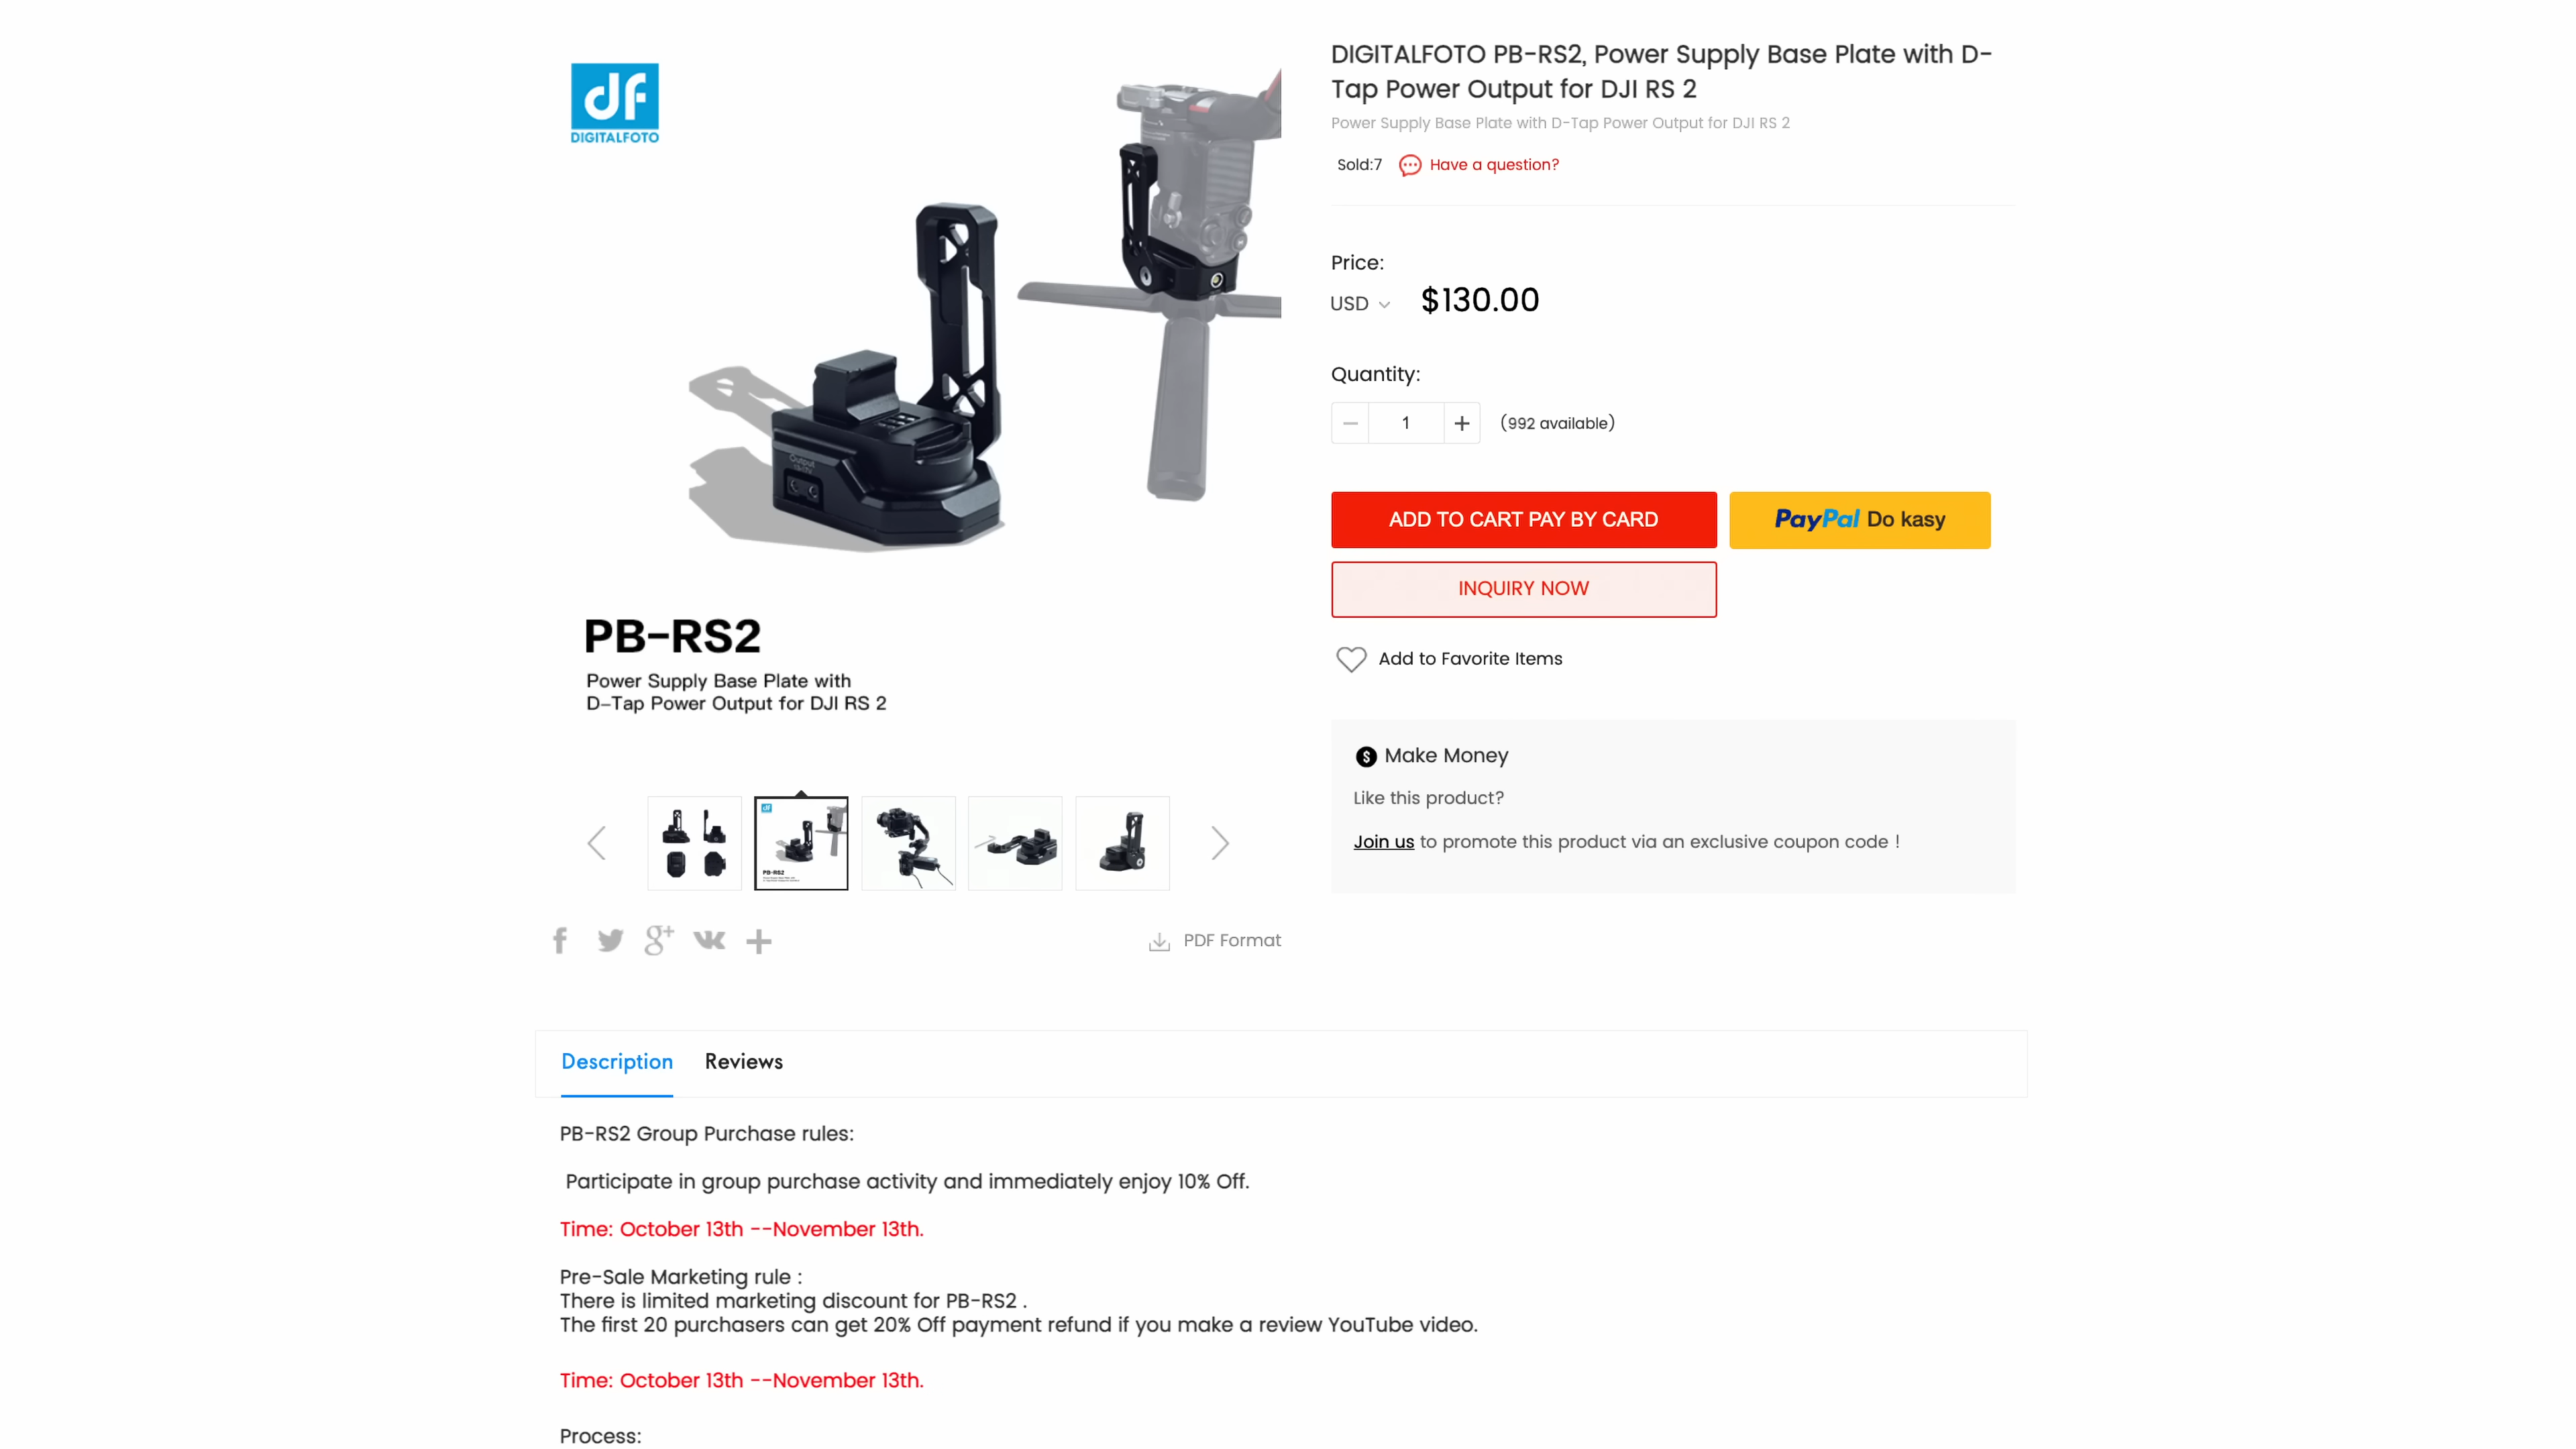 df
DIGITALFOTO
Output
PB-RS2
Power Supply Base Plate with
D-Tap Power Output for DJI RS 2
df
PB-RS2
PDF Format
DIGITALFOTO PB-RS2, Power Supply Base Plate with D-
Tap Power Output for DJI RS 2
Power Supply Base Plate with D-Tap Power Output for DJI RS 2
Sold:7 Have a question?
Price:
USD $130.00
Quantity:
1 (992 available)
ADD TO CART PAY BY CARD
PayPal Do kasy
INQUIRY NOW
Add to Favorite Items
$ Make Money
Like this product?
Join us to promote this product via an exclusive coupon code !
Description Reviews
PB-RS2 Group Purchase rules:
Participate in group purchase activity and immediately enjoy 10% Off.
Time: October 13th --November 13th.
Pre-Sale Marketing rule :
There is limited marketing discount for PB-RS2 .
The first 20 purchasers can get 20% Off payment refund if you make a review YouTube video.
Time: October 13th --November 13th.
Process: